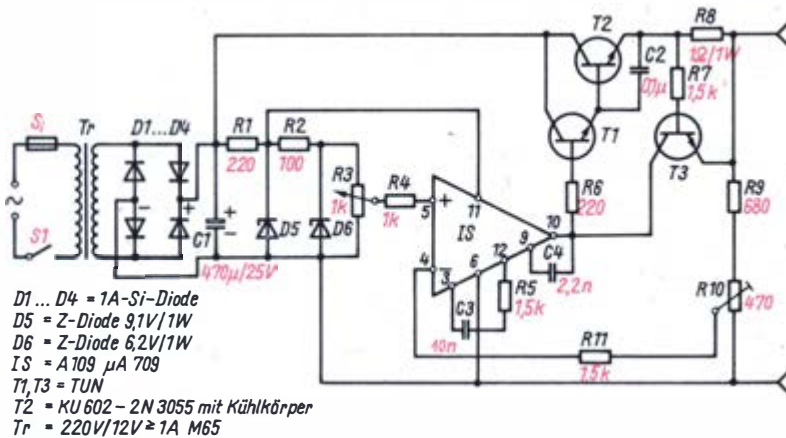 T2
R8
1Ω/1W
C2
0,1µ
R7
1,5k
Si
Tr
D1...D4
R1
220
R2
100
T1
T3
R3
1k
R4
1k
+
5
11
IS
10
R6
220
R9
680
S1
-
+
+
-
C1
D5
D6
470µ/25V
4
3
6
12
9
C4
2,2n
R5
1,5k
C3
10n
R10
470
R11
1.5k
D1...D4 = 1A-Si-Diode
D5 = Z-Diode 9,1V/1W
D6 = Z-Diode 6,2V/1W
IS = A109 µA 709
T1,T3 = TUN
T2 = KU 602 – 2N 3055 mit Kühlkörper
Tr = 220V/12V ≥ 1A M65